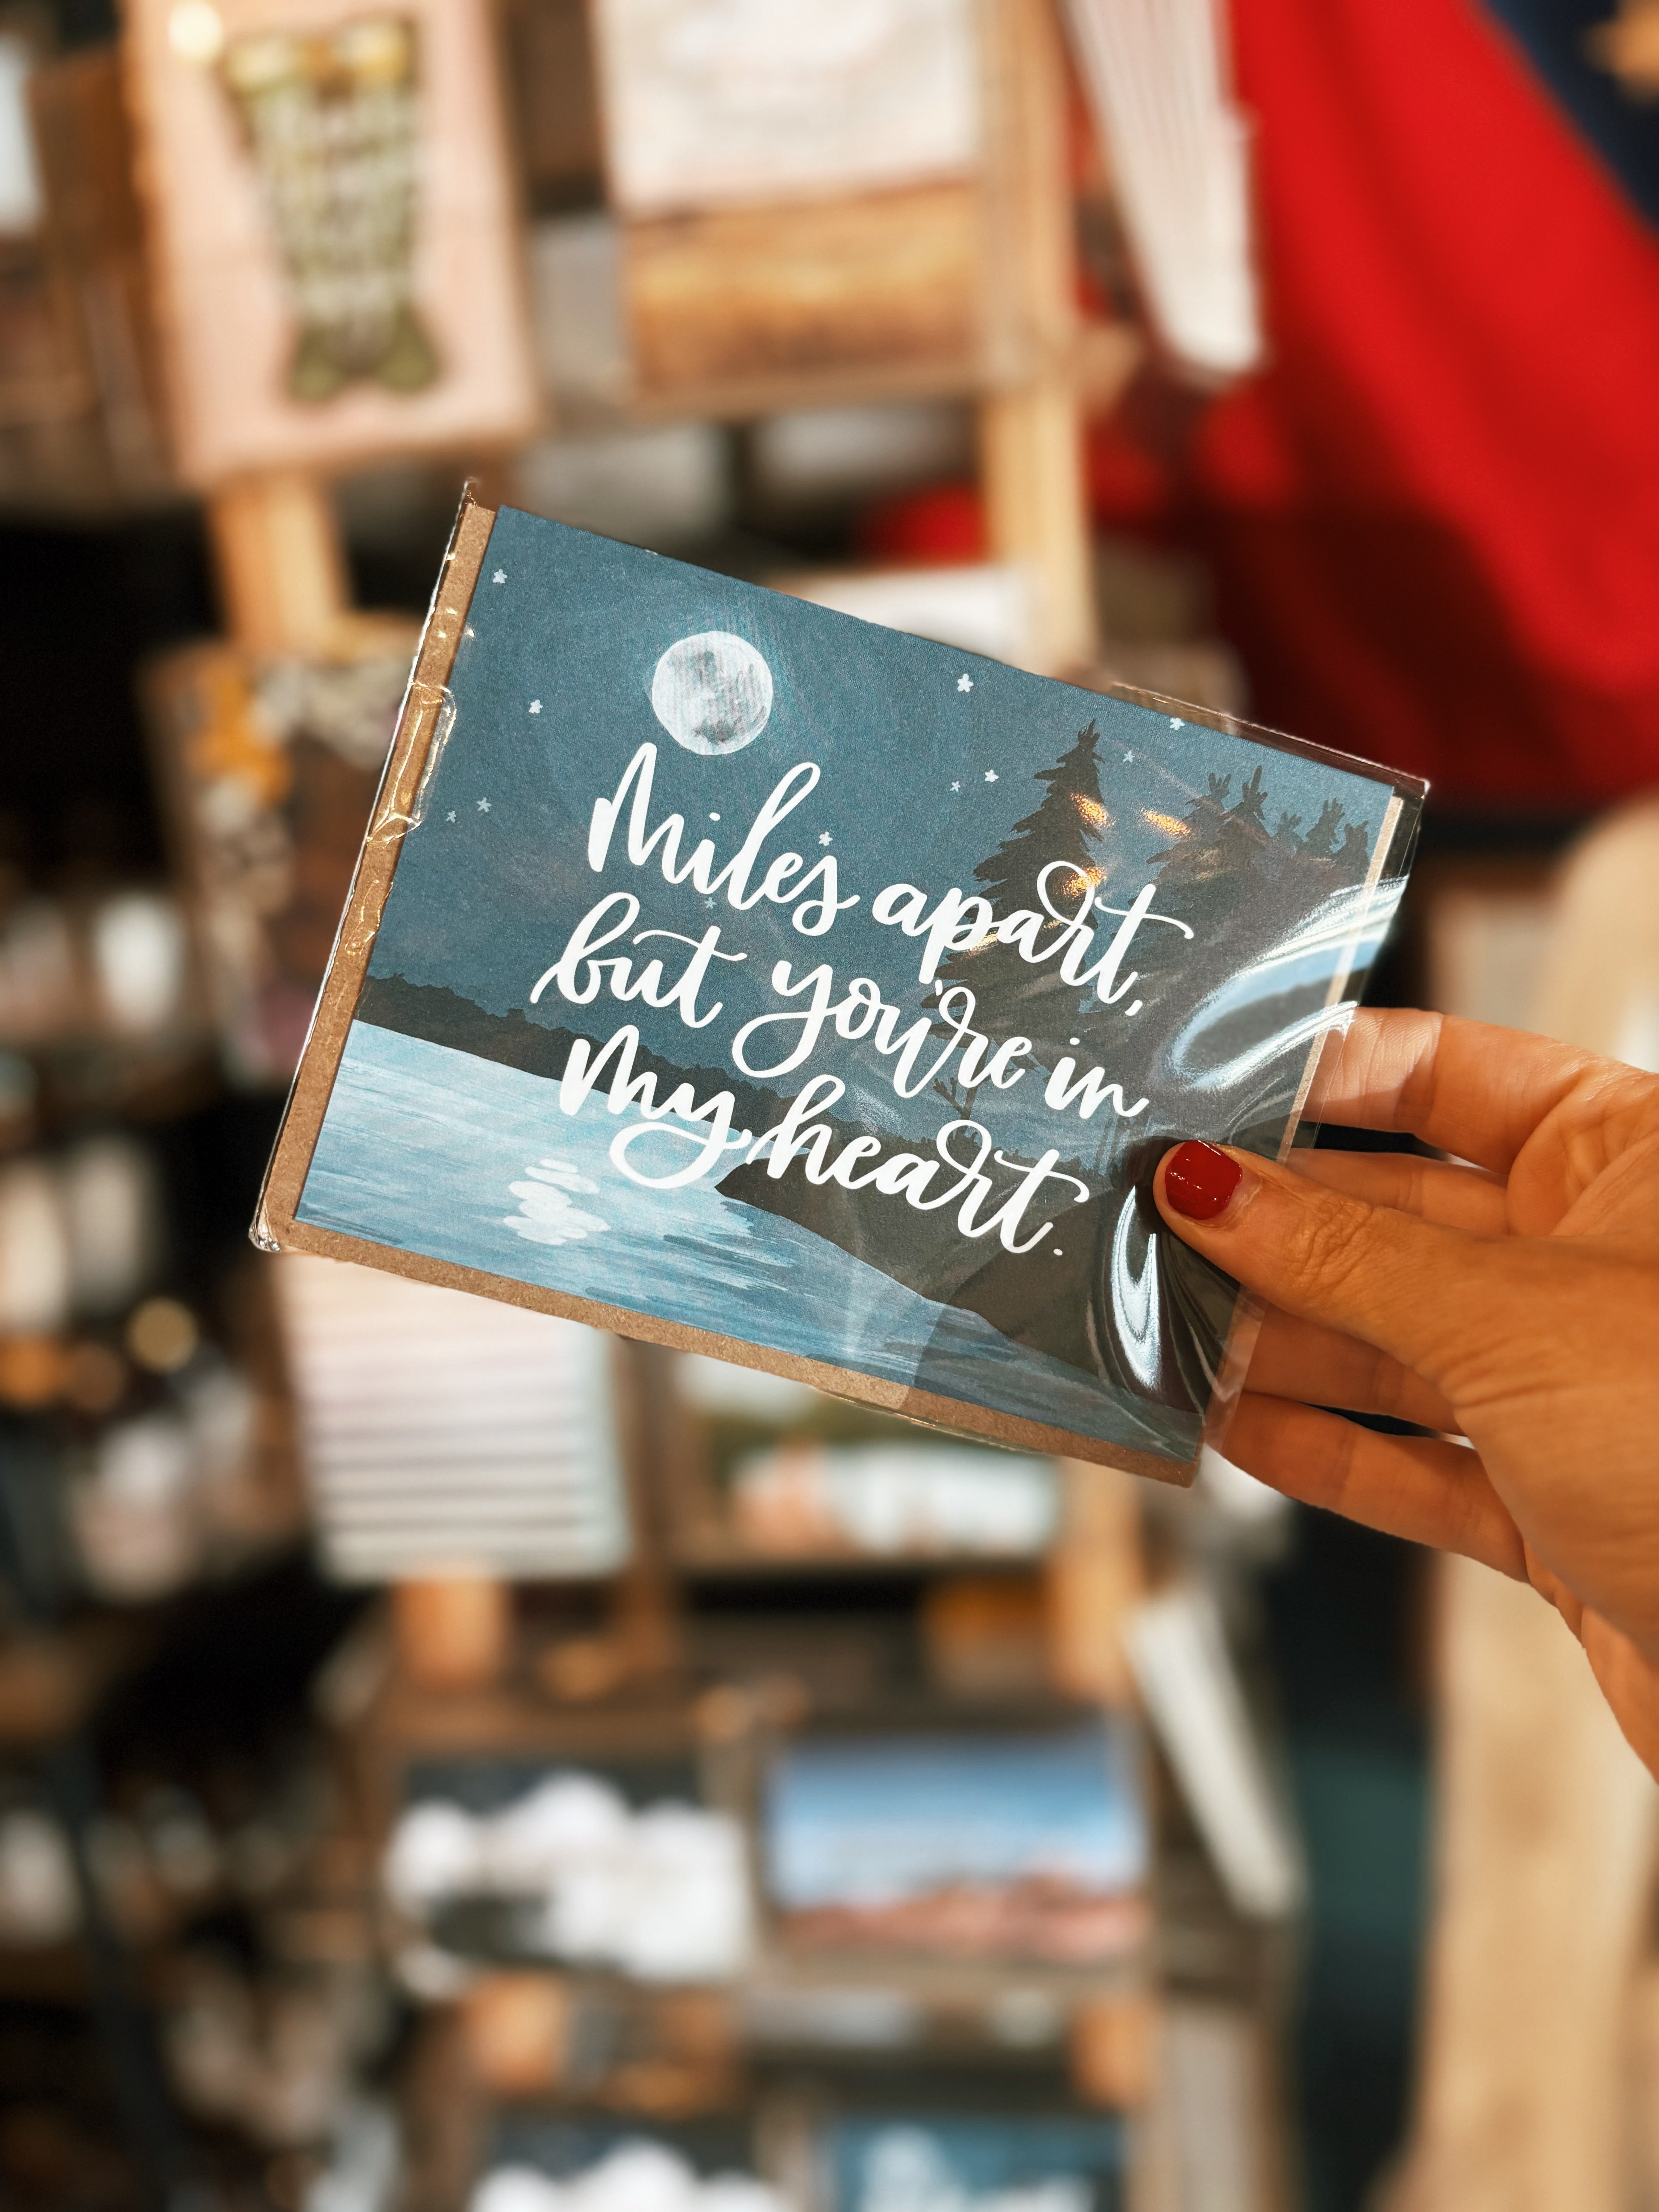 Miles apart,
but you're in
my heart.